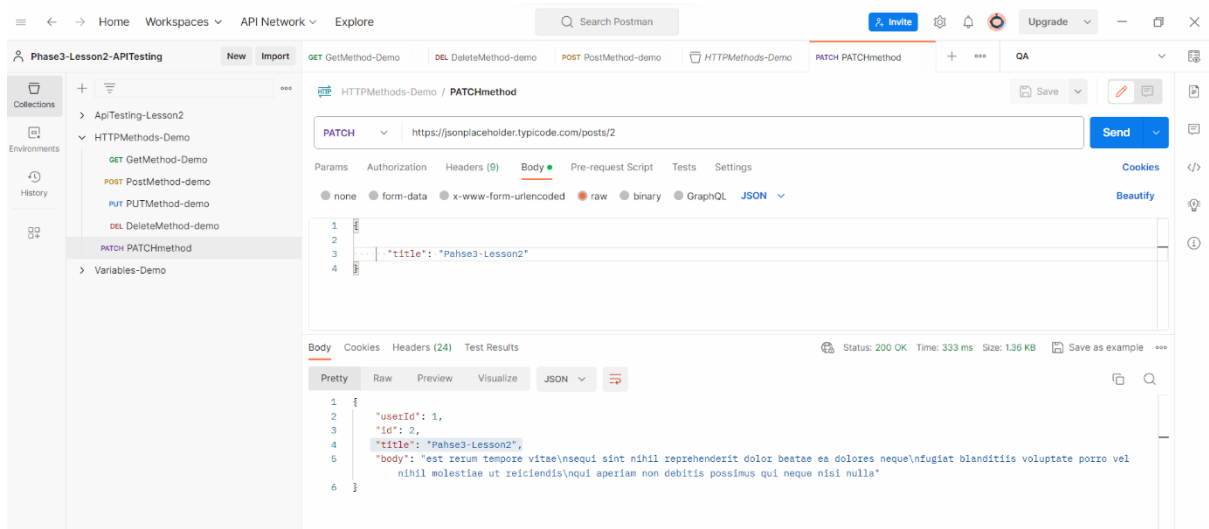 Home Workspaces API Network Explore Search Postman Invite Upgrade
Phase3-Lesson2-APITesting New Import GET GetMethod-Demo DEL DeleteMethod-demo POST PostMethod-demo HTTPMethods-Demo PATCH PATCHmethod QA
Collections
Environments
History
ApiTesting-Lesson2
HTTPMethods-Demo
GET GetMethod-Demo
POST PostMethod-demo
PUT PUTMethod-demo
DEL DeleteMethod-demo
PATCH PATCHmethod
Variables-Demo
HTTP HTTPMethods-Demo / PATCHmethod Save
PATCH https://jsonplaceholder.typicode.com/posts/2 Send
Params Authorization Headers (9) Body Pre-request Script Tests Settings Cookies
none form-data x-www-form-urlencoded raw binary GraphQL JSON Beautify
1 {
2
3 "title": "Pahse3-Lesson2"
4 }
Body Cookies Headers (24) Test Results Status: 200 OK Time: 333 ms Size: 1.36 KB Save as example
Pretty Raw Preview Visualize JSON
1 {
2 "userId": 1,
3 "id": 2,
4 "title": "Pahse3-Lesson2",
5 "body": "est rerum tempore vitae\nsequi sint nihil reprehenderit dolor beatae ea dolores neque\nfugiat blanditiis voluptate porro vel
nihil molestiae ut reiciendis\nqui aperiam non debitis possimus qui neque nisi nulla"
6 }